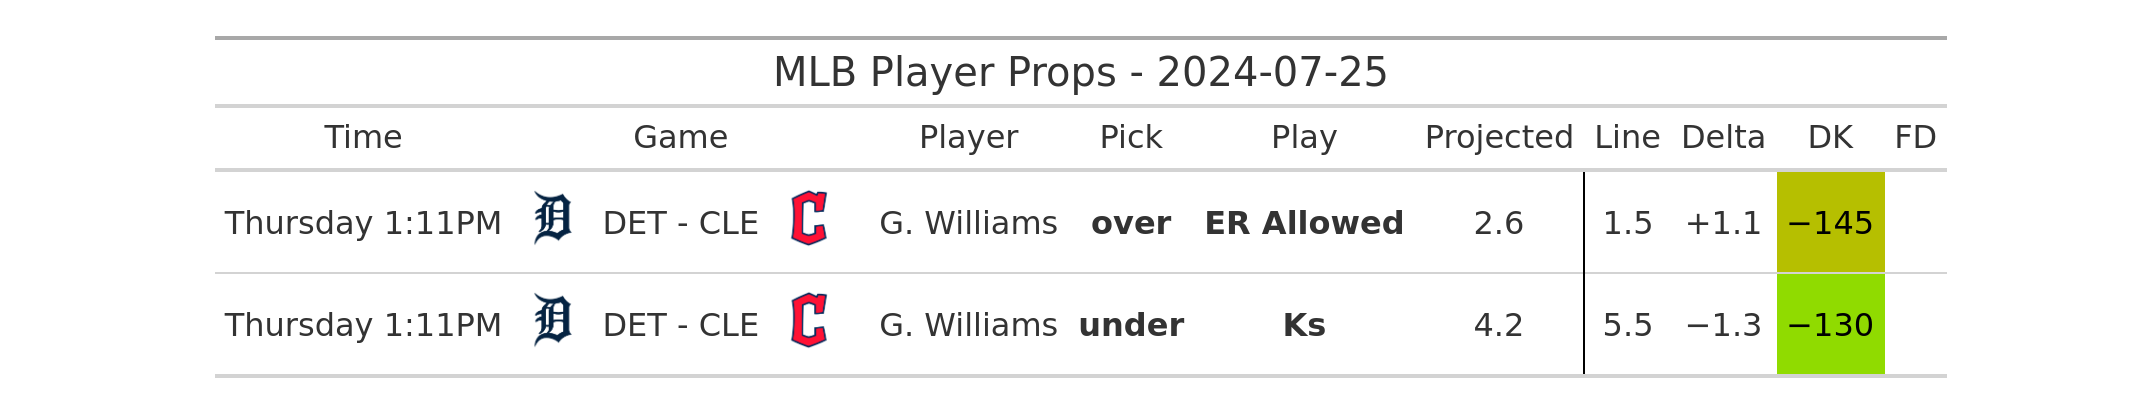 MLB Player Props - 2024-07-25
Time Game Player Pick Play Projected Line Delta DK FD
Thursday 1:11PM D DET - CLE C G. Williams over ER Allowed 2.6 1.5 +1.1 −145
Thursday 1:11PM D DET - CLE C G. Williams under Ks 4.2 5.5 −1.3 −130